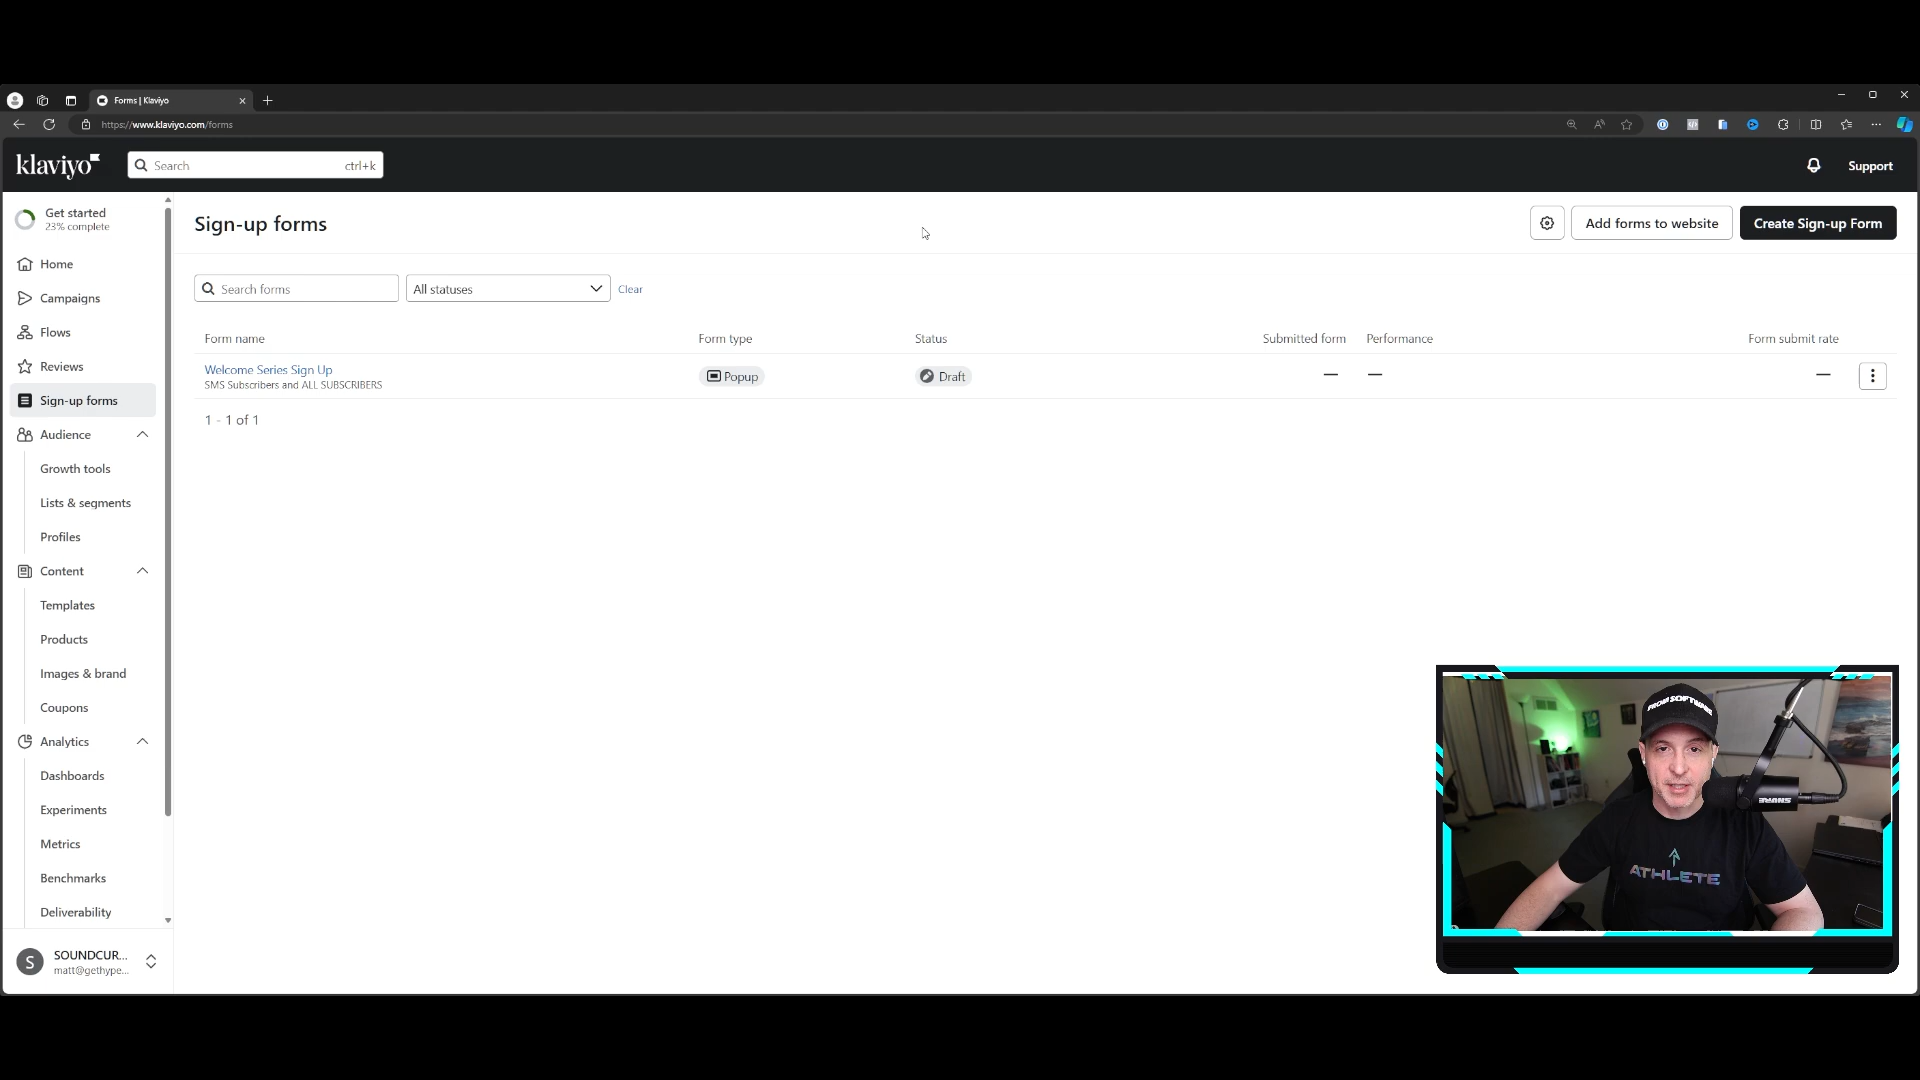 Forms | Klaviyo
https://www.klaviyo.com/forms
klaviyo
Search
ctrl+k
Support
Get started
23% complete
Home
Campaigns
Flows
Reviews
Sign-up forms
Audience
Growth tools
Lists & segments
Profiles
Content
Templates
Products
Images & brand
Coupons
Analytics
Dashboards
Experiments
Metrics
Benchmarks
Deliverability
S
SOUNDCUR...
matt@gethype...
Sign-up forms
Add forms to website
Create Sign-up Form
Search forms
All statuses
Clear
Form name
Form type
Status
Submitted form
Performance
Form submit rate
Welcome Series Sign Up
SMS Subscribers and ALL SUBSCRIBERS
Popup
Draft
— — —
1 - 1 of 1
FROM SOFTWARE
SHURE
ATHLETE